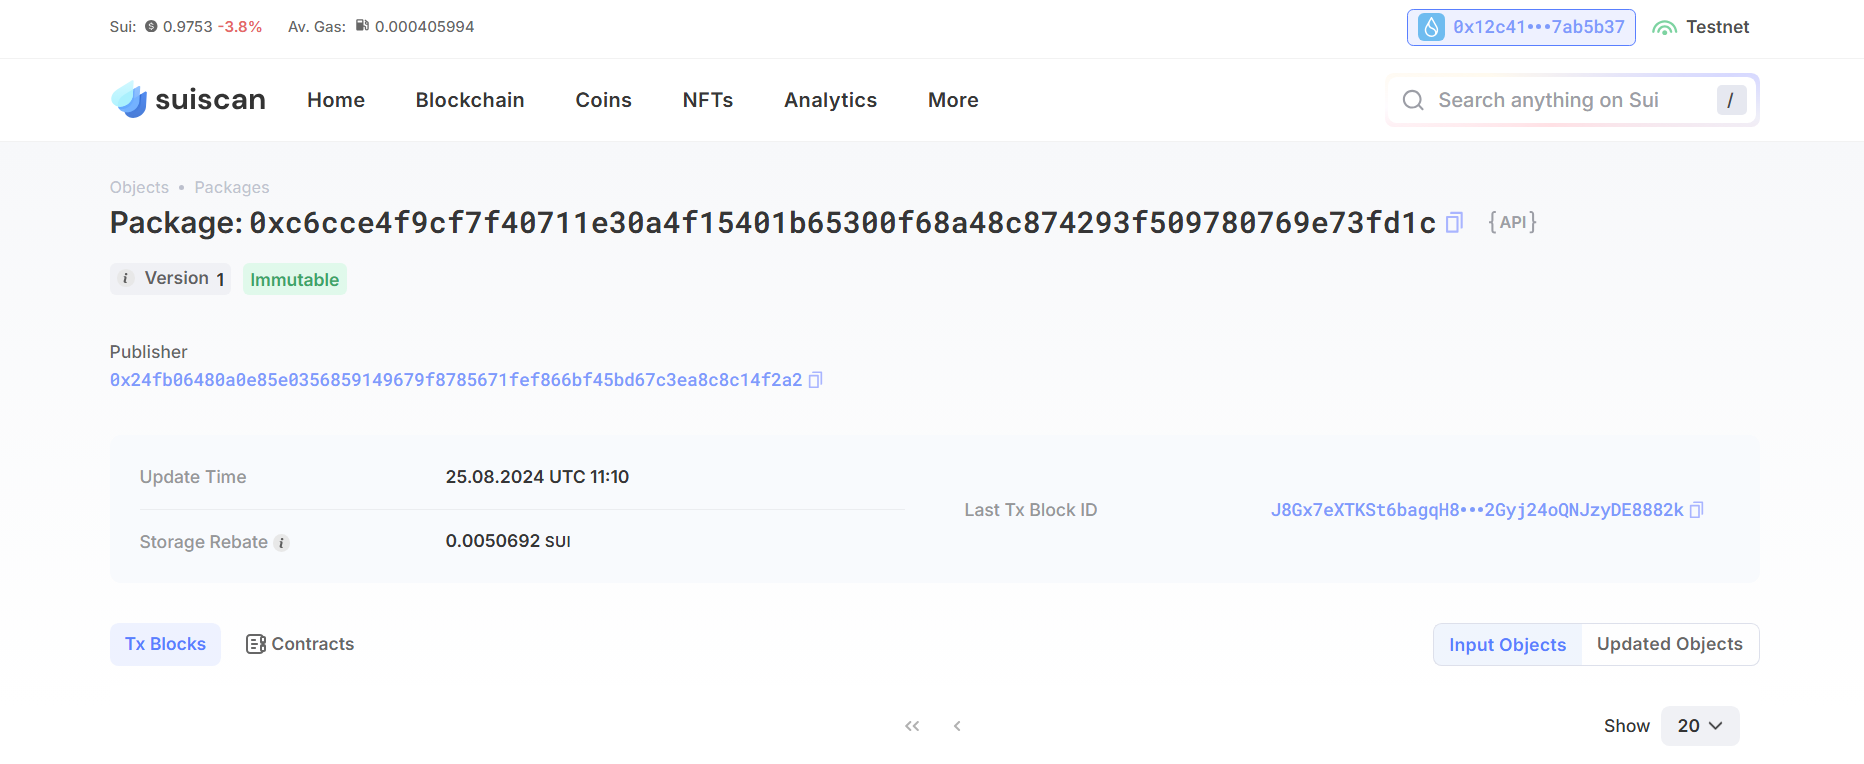 Sui: 0.9753 -3.8% Av. Gas: 0.000405994 0x12c41•••7ab5b37 Testnet
suiscan Home Blockchain Coins NFTs Analytics More Search anything on Sui /
Objects • Packages
Package: 0xc6cce4f9cf7f40711e30a4f15401b65300f68a48c874293f509780769e73fd1c {API}
i Version 1 Immutable
Publisher
0x24fb06480a0e85e0356859149679f8785671fef866bf45bd67c3ea8c8c14f2a2
Update Time 25.08.2024 UTC 11:10
Last Tx Block ID J8Gx7eXTKSt6bagqH8•••2Gyj24oQNJzyDE8882k
Storage Rebate i 0.0050692 SUI
Tx Blocks Contracts Input Objects Updated Objects
« ‹ Show 20